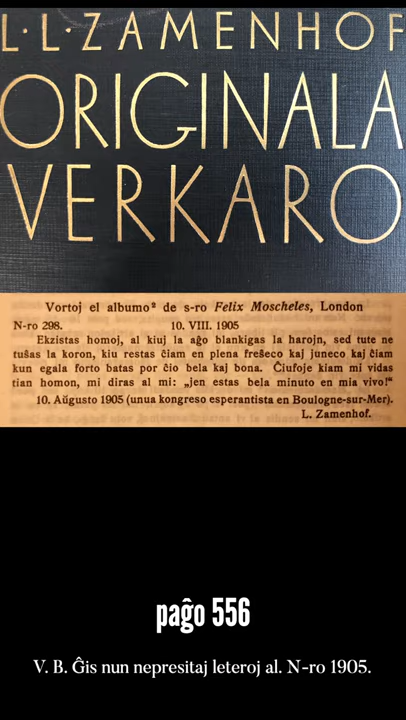 L·L·ZAMENHOF
ORIGINALA
VERKARO
Vortoj el albumo² de s-ro Felix Moscheles, London
N-ro 298. 10. VIII. 1905
Ekzistas homoj, al kiuj la aĝo blankigas la harojn, sed tute ne
tuŝas la koron, kiu restas ĉiam en plena freŝeco kaj juneco kaj ĉiam
kun egala forto batas por ĉio bela kaj bona. Ĉiufoje kiam mi vidas
tian homon, mi diras al mi: „jen estas bela minuto en mia vivo!“
10. Aŭgusto 1905 (unua kongreso esperantista en Boulogne-sur-Mer).
L. Zamenhof.
paĝo 556
V. B. Ĝis nun nepresitaj leteroj al. N-ro 1905.